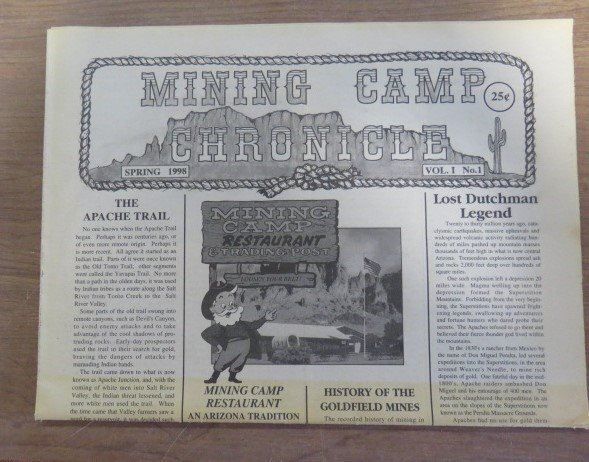 MINING CAMP
25¢
CHRONICLE
SPRING 1998
VOL. I No.1
THE
APACHE TRAIL
No one knows when the Apache Trail
began. Perhaps it was centuries ago, or
of even more remote origin. Perhaps it
is more recent. All agree it started as an
Indian trail. Parts of it were once known
as the Old Tonto Trail, other segments
were called the Yavapai Trail. No more
than a path in the olden days, it was used
by Indian tribes as a route along the Salt
River from Tonto Creek to the Salt
River Valley.
Some parts of the old trail swung into
remote canyons, such as Devil's Canyon,
to avoid enemy attacks and to take
advantage of the cool shadows of pro-
truding rocks. Early-day prospectors
used the trail in their search for gold,
braving the dangers of attacks by
marauding Indian bands.
The trail came down to what is now
known as Apache Junction, and, with the
coming of white men into Salt River
Valley, the Indian threat lessened, and
more white men used the trail. When
the time came that Valley farmers saw a
need for a reservoir, it was decided such
MINING
CAMP
RESTAURANT
& TRADING POST
LOOSEN YOUR BELT
MINING CAMP
RESTAURANT
AN ARIZONA TRADITION
HISTORY OF THE
GOLDFIELD MINES
The recorded history of mining in
Lost Dutchman
Legend
Twenty to thirty million years ago, cata-
clysmic earthquakes, massive upheavals and
widespread volcanic activity radiating hun-
dreds of miles pushed up mountain masses
thousands of feet high in what is now central
Arizona. Tremendous explosions spread ash
and rocks 2,000 feet deep over hundreds of
square miles.
One such explosion left a depression 20
miles wide. Magma welling up into the
depression formed the Superstition
Mountains. Forbidding from the very begin-
ning, the Superstitions have spawned fright-
ening legends, swallowing up adventurers
and fortune hunters who dared probe their
secrets. The Apaches refused to go there and
believed their fierce thunder god lived within
the mountains.
In the 1840's a rancher from Mexico by
the name of Don Miguel Peralta, led several
expeditions into the Superstitions, in the area
around Weaver's Needle, to mine rich
deposits of gold. One fateful day in the mid-
1800's, Apache raiders ambushed Don
Miguel and his entourage of 400 men. The
Apaches slaughtered the expedition in an
area on the slopes of the Superstitions now
known as the Peralta Massacre Grounds.
Apaches had no use for gold them-